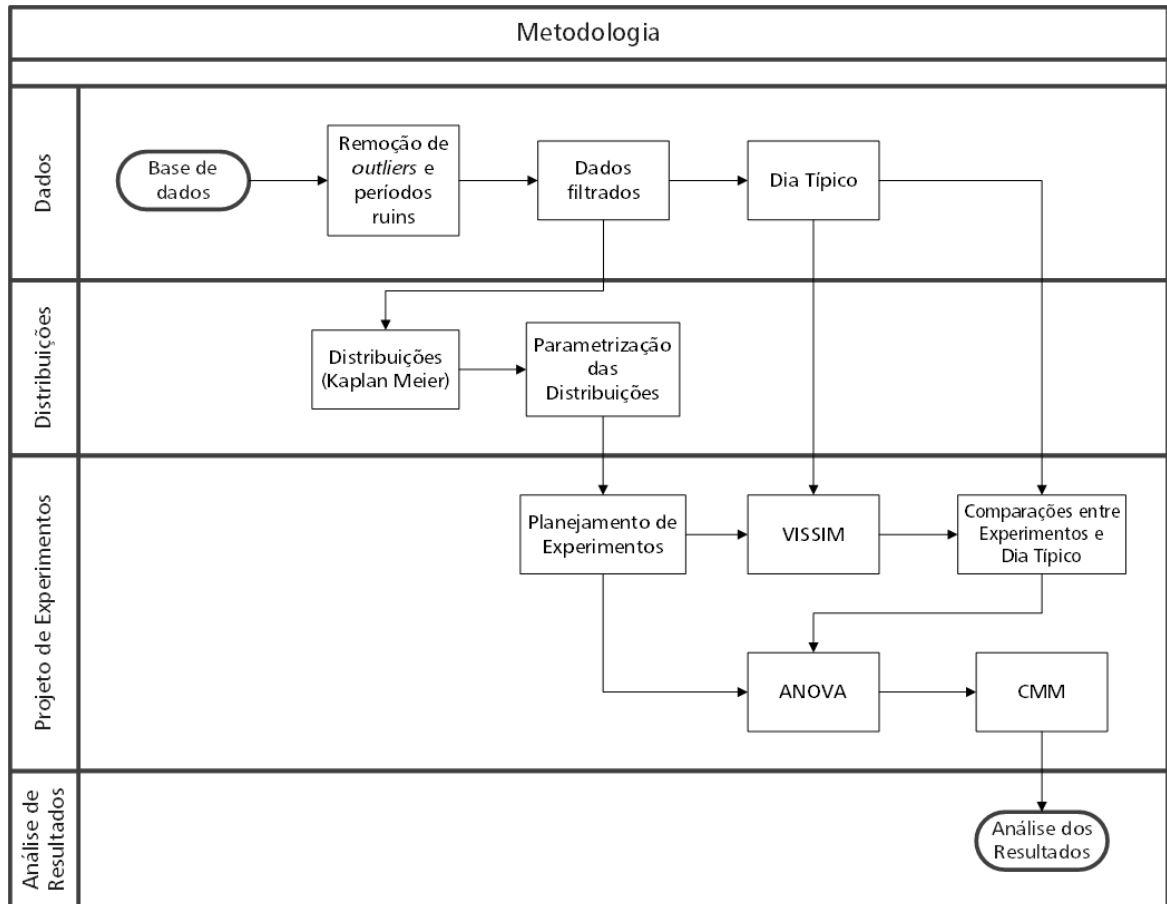 Metodologia
Dados
Base de
dados
Remoção de
outliers e
períodos
ruins
Dados
filtrados
Dia Típico
Distribuições
Distribuições
(Kaplan Meier)
Parametrização
das
Distribuições
Projeto de Experimentos
Planejamento de
Experimentos
VISSIM
Comparações entre
Experimentos e
Dia Típico
ANOVA
CMM
Análise de
Resultados
Análise dos
Resultados